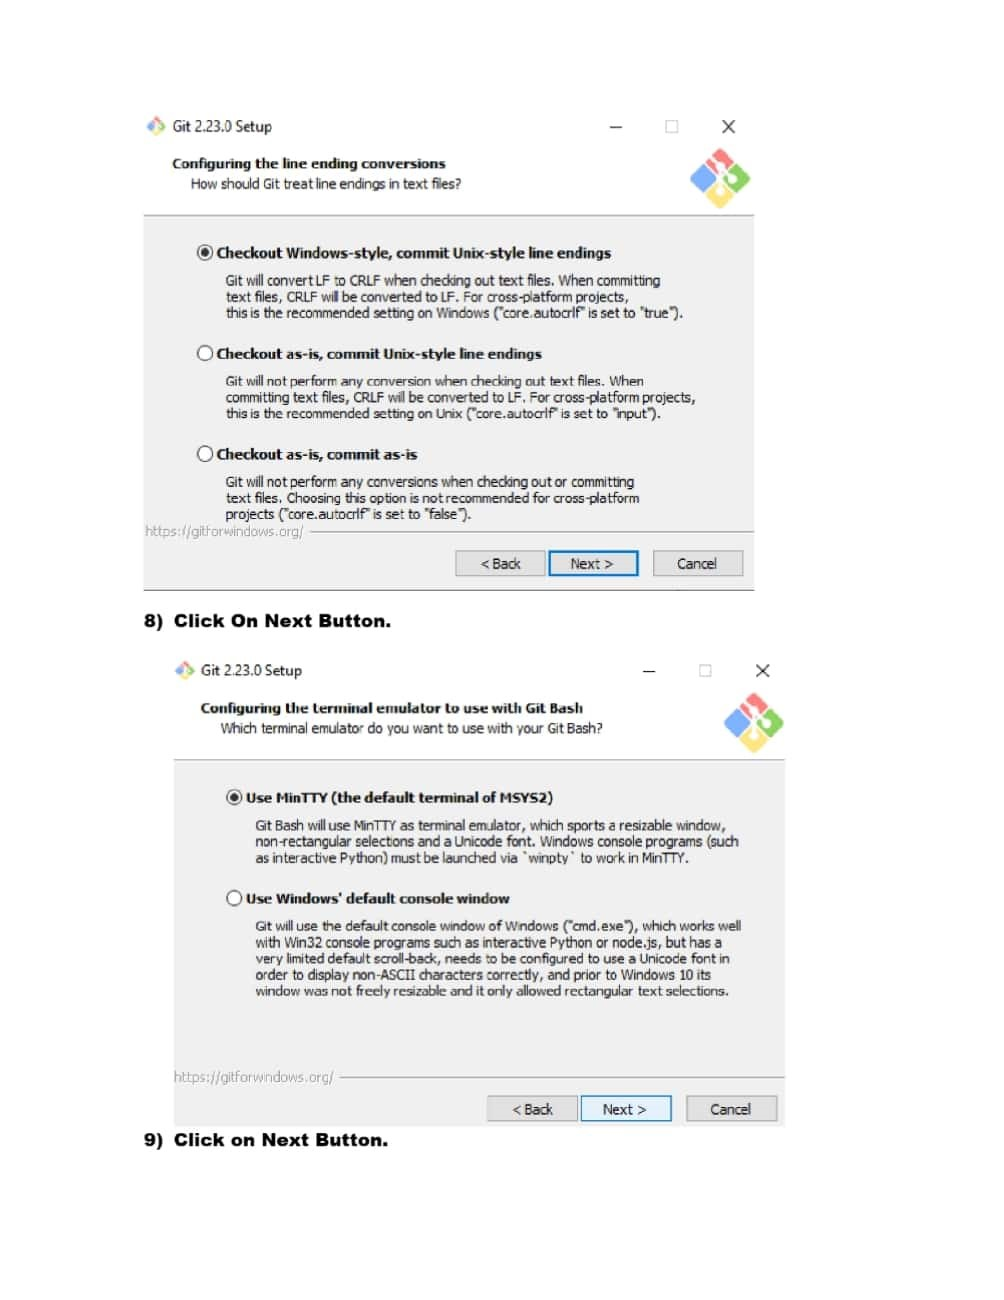 Git 2.23.0 Setup
Configuring the line ending conversions
How should Git treat line endings in text files?
Checkout Windows-style, commit Unix-style line endings
Git will convert LF to CRLF when checking out text files. When committing
text files, CRLF will be converted to LF. For cross-platform projects,
this is the recommended setting on Windows ("core.autocrlf" is set to "true").
Checkout as-is, commit Unix-style line endings
Git will not perform any conversion when checking out text files. When
committing text files, CRLF will be converted to LF. For cross-platform projects,
this is the recommended setting on Unix ("core.autocrlf" is set to "input").
Checkout as-is, commit as-is
Git will not perform any conversions when checking out or committing
text files. Choosing this option is not recommended for cross-platform
projects ("core.autocrlf" is set to "false").
https://gitforwindows.org/
< Back Next > Cancel
8) Click On Next Button.
Git 2.23.0 Setup
Configuring the terminal emulator to use with Git Bash
Which terminal emulator do you want to use with your Git Bash?
Use MinTTY (the default terminal of MSYS2)
Git Bash will use MinTTY as terminal emulator, which sports a resizable window,
non-rectangular selections and a Unicode font. Windows console programs (such
as interactive Python) must be launched via `winpty` to work in MinTTY.
Use Windows' default console window
Git will use the default console window of Windows ("cmd.exe"), which works well
with Win32 console programs such as interactive Python or node.js, but has a
very limited default scroll-back, needs to be configured to use a Unicode font in
order to display non-ASCII characters correctly, and prior to Windows 10 its
window was not freely resizable and it only allowed rectangular text selections.
https://gitforwindows.org/
< Back Next > Cancel
9) Click on Next Button.